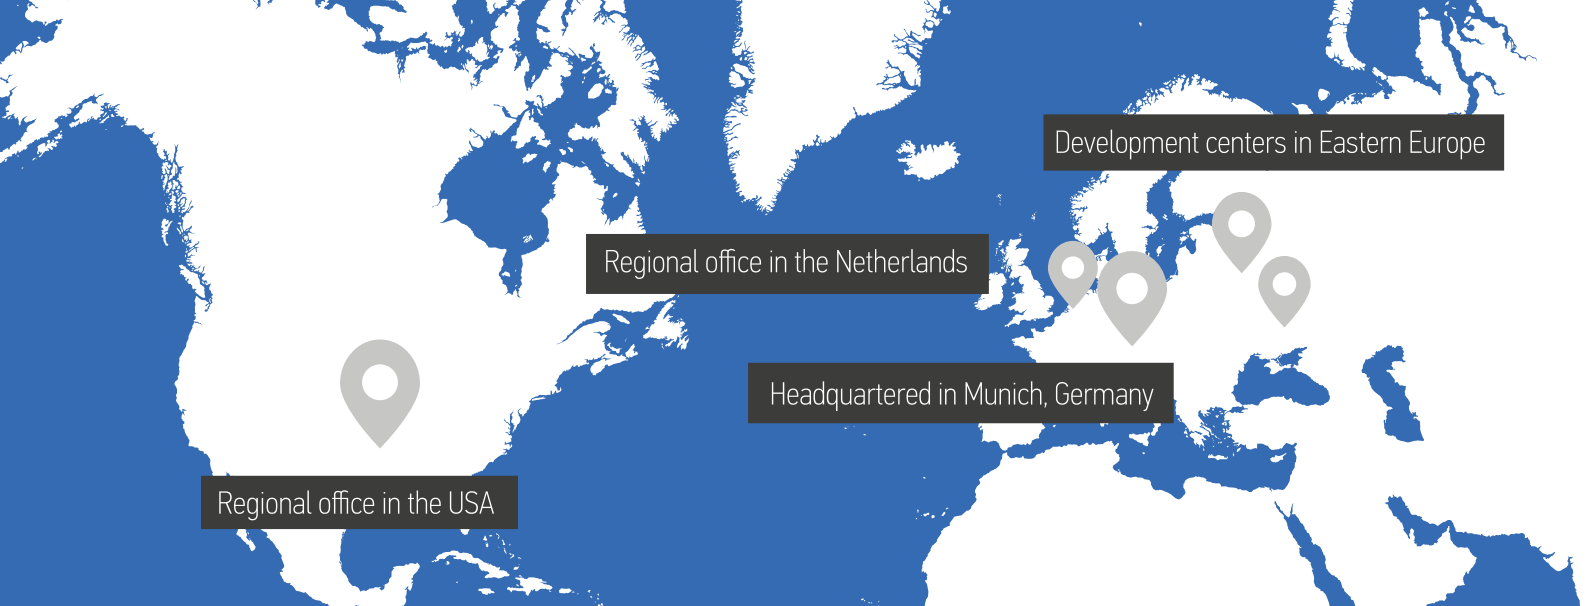 Development centers in Eastern Europe
Regional office in the Netherlands
Headquartered in Munich, Germany
Regional office in the USA